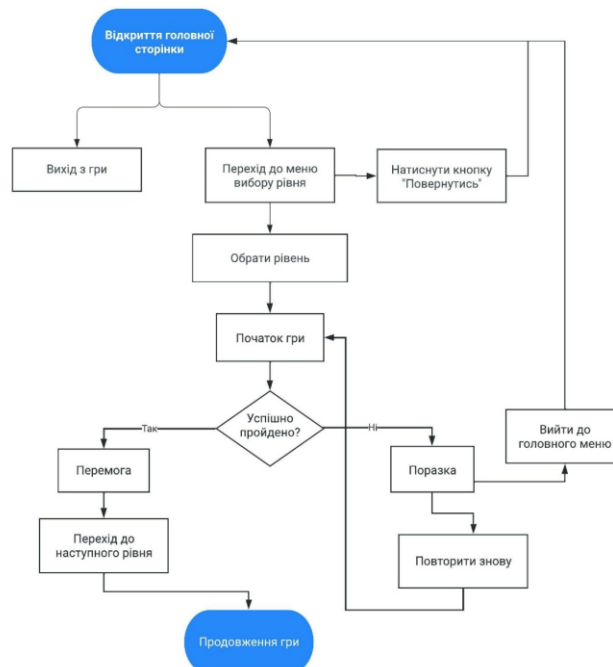 Відкриття головної
сторінки
Вихід з гри
Перехід до меню
вибору рівня
Натиснути кнопку
"Повернутись"
Обрати рівень
Початок гри
Успішно
пройдено?
Так
Ні
Вийти до
головного меню
Перемога
Поразка
Перехід до
наступного рівня
Повторити знову
Продовження гри